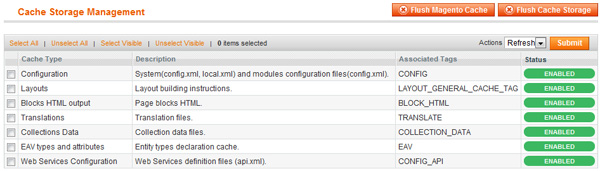 Cache Storage Management Flush Magento Cache Flush Cache Storage
Select All | Unselect All | Select Visible | Unselect Visible | 0 items selected Actions Refresh Submit
Cache Type Description Associated Tags Status
Configuration System(config.xml, local.xml) and modules configuration files(config.xml). CONFIG ENABLED
Layouts Layout building instructions. LAYOUT_GENERAL_CACHE_TAG ENABLED
Blocks HTML output Page blocks HTML. BLOCK_HTML ENABLED
Translations Translation files. TRANSLATE ENABLED
Collections Data Collection data files. COLLECTION_DATA ENABLED
EAV types and attributes Entity types declaration cache. EAV ENABLED
Web Services Configuration Web Services definition files (api.xml). CONFIG_API ENABLED